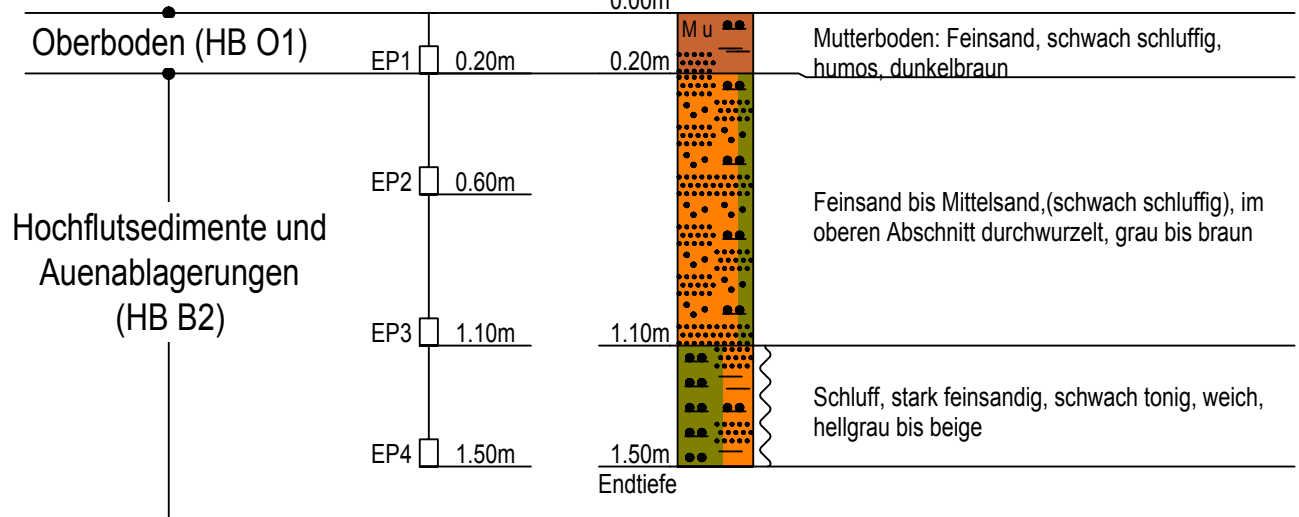 0.00m
Oberboden (HB O1)
EP1 0.20m
0.20m
M u
Mutterboden: Feinsand, schwach schluffig,
humos, dunkelbraun
EP2 0.60m
Hochflutsedimente und
Auenablagerungen
(HB B2)
Feinsand bis Mittelsand,(schwach schluffig), im
oberen Abschnitt durchwurzelt, grau bis braun
EP3 1.10m
1.10m
Schluff, stark feinsandig, schwach tonig, weich,
hellgrau bis beige
EP4 1.50m
1.50m
Endtiefe